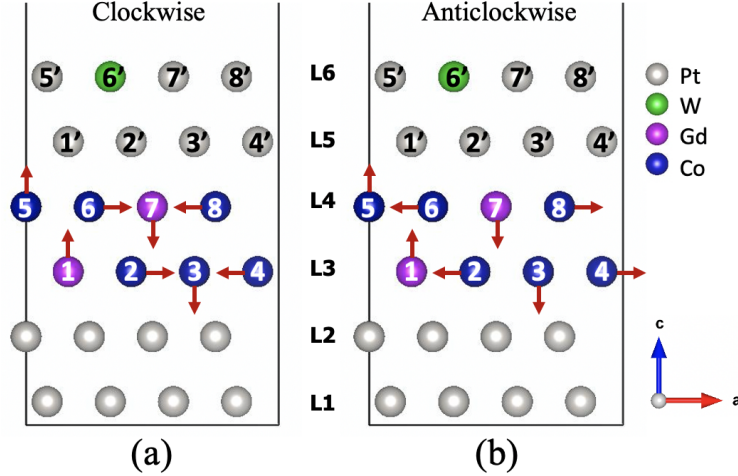 Clockwise
Anticlockwise
5′ 6′ 7′ 8′ L6 5′ 6′ 7′ 8′
1′ 2′ 3′ 4′ L5 1′ 2′ 3′ 4′
5 6 7 8 L4 5 6 7 8
1 2 3 4 L3 1 2 3 4
L2
L1
Pt
W
Gd
Co
c
a
(a)
(b)